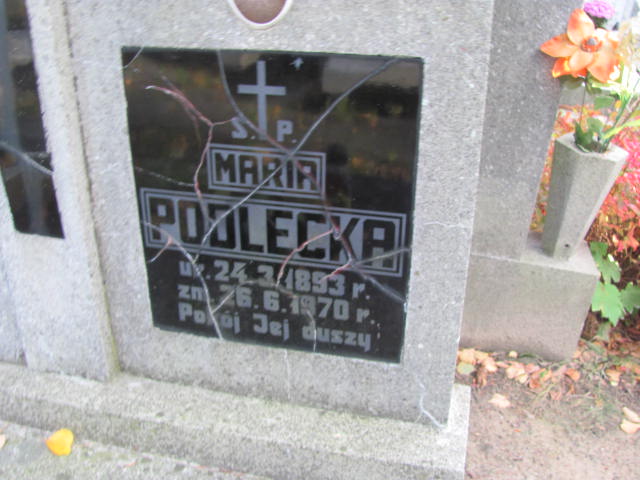 Ś. P.
MARIA
PODLECKA
ur. 24.3.1893 r.
zm. 26.6.1970 r.
Pokój Jej duszy